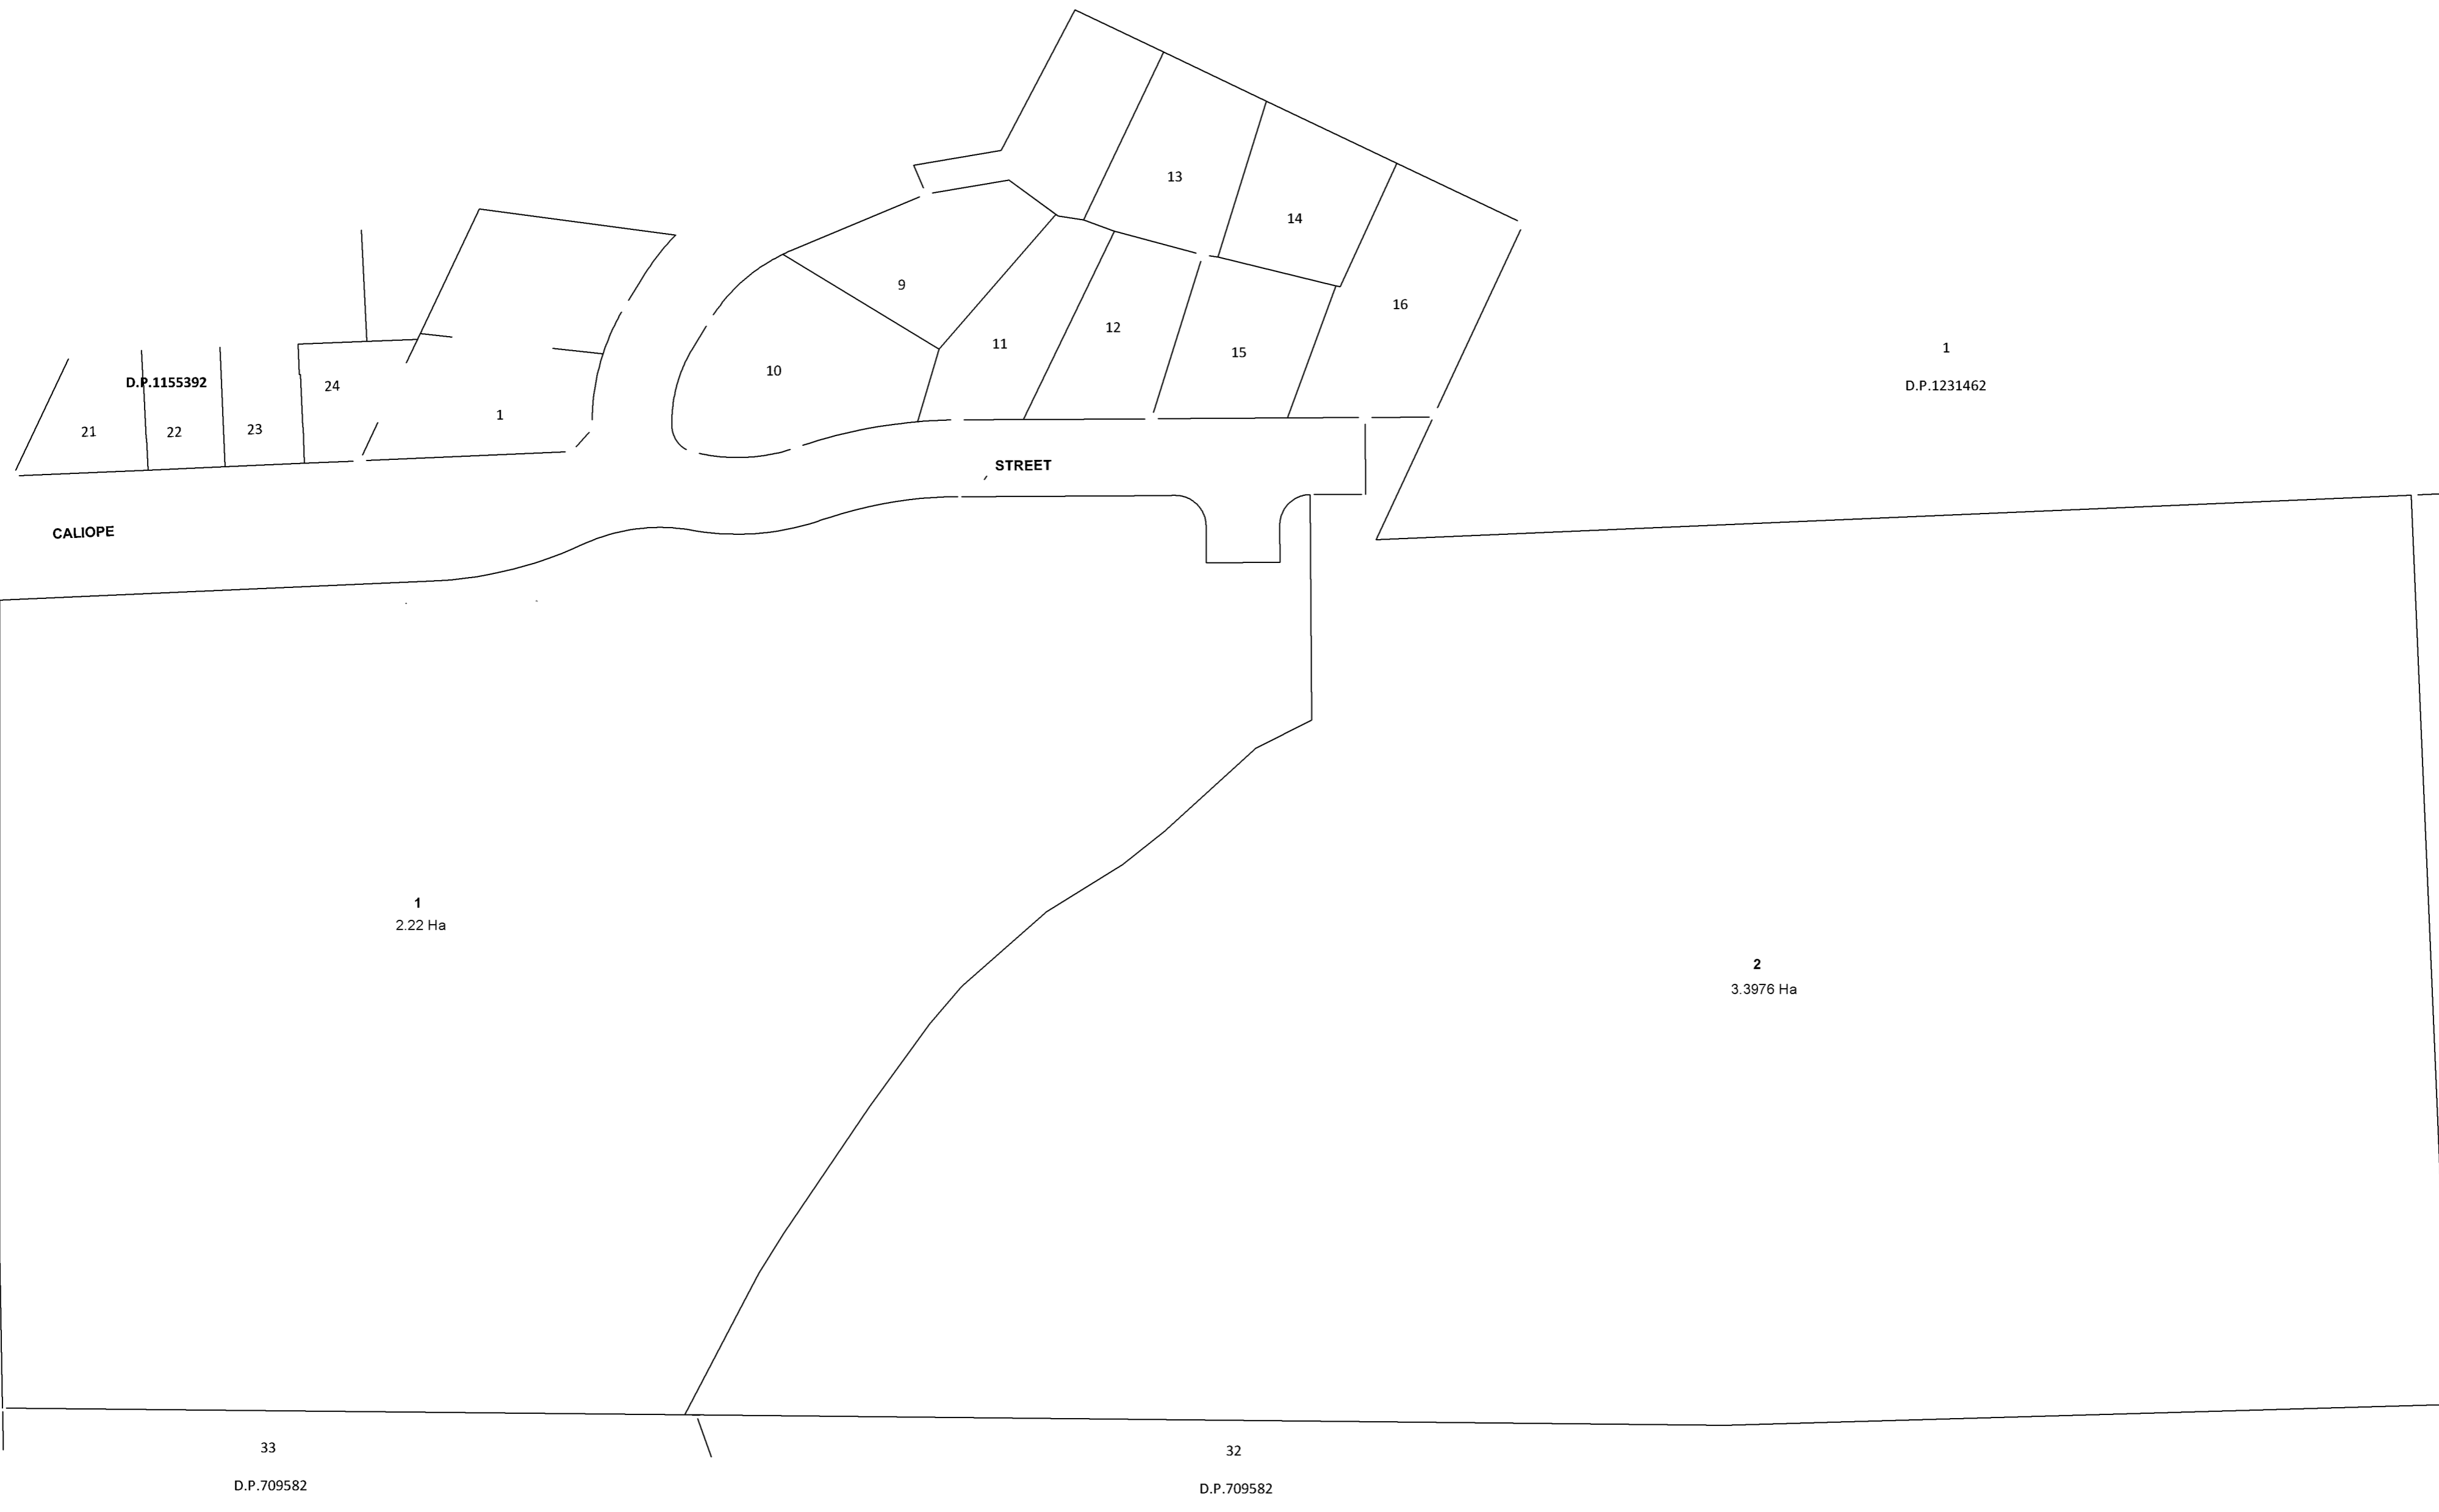 13
14
9
16
12
11
15
1
D.P.1231462
10
D.P.1155392
24
1
21
22
23
STREET
CALIOPE
1
2.22 Ha
2
3.3976 Ha
33
D.P.709582
32
D.P.709582